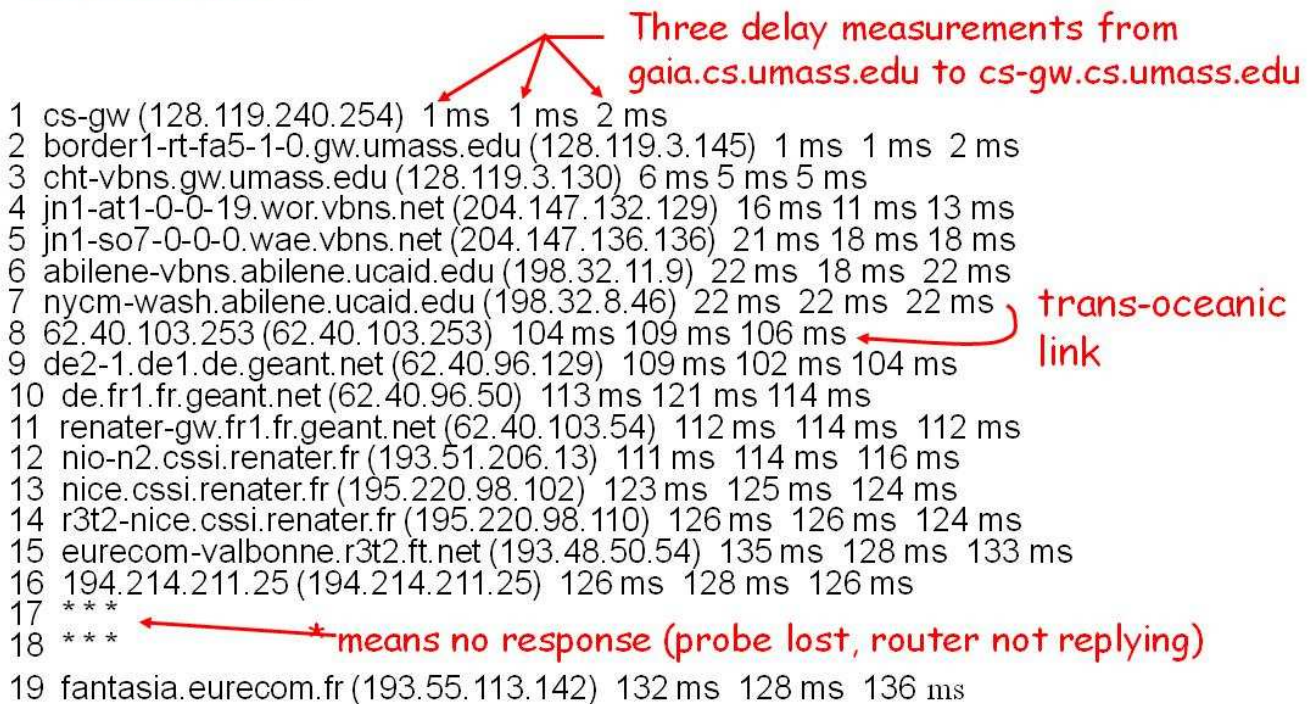 Three delay measurements from
gaia.cs.umass.edu to cs-gw.cs.umass.edu
1 cs-gw (128.119.240.254) 1 ms 1 ms 2 ms
2 border1-rt-fa5-1-0.gw.umass.edu (128.119.3.145) 1 ms 1 ms 2 ms
3 cht-vbns.gw.umass.edu (128.119.3.130) 6 ms 5 ms 5 ms
4 jn1-at1-0-0-19.wor.vbns.net (204.147.132.129) 16 ms 11 ms 13 ms
5 jn1-so7-0-0-0.wae.vbns.net (204.147.136.136) 21 ms 18 ms 18 ms
6 abilene-vbns.abilene.ucaid.edu (198.32.11.9) 22 ms 18 ms 22 ms
7 nycm-wash.abilene.ucaid.edu (198.32.8.46) 22 ms 22 ms 22 ms
trans-oceanic
link
8 62.40.103.253 (62.40.103.253) 104 ms 109 ms 106 ms
9 de2-1.de1.de.geant.net (62.40.96.129) 109 ms 102 ms 104 ms
10 de.fr1.fr.geant.net (62.40.96.50) 113 ms 121 ms 114 ms
11 renater-gw.fr1.fr.geant.net (62.40.103.54) 112 ms 114 ms 112 ms
12 nio-n2.cssi.renater.fr (193.51.206.13) 111 ms 114 ms 116 ms
13 nice.cssi.renater.fr (195.220.98.102) 123 ms 125 ms 124 ms
14 r3t2-nice.cssi.renater.fr (195.220.98.110) 126 ms 126 ms 124 ms
15 eurecom-valbonne.r3t2.ft.net (193.48.50.54) 135 ms 128 ms 133 ms
16 194.214.211.25 (194.214.211.25) 126 ms 128 ms 126 ms
17 * * *
18 * * *
* means no response (probe lost, router not replying)
19 fantasia.eurecom.fr (193.55.113.142) 132 ms 128 ms 136 ms